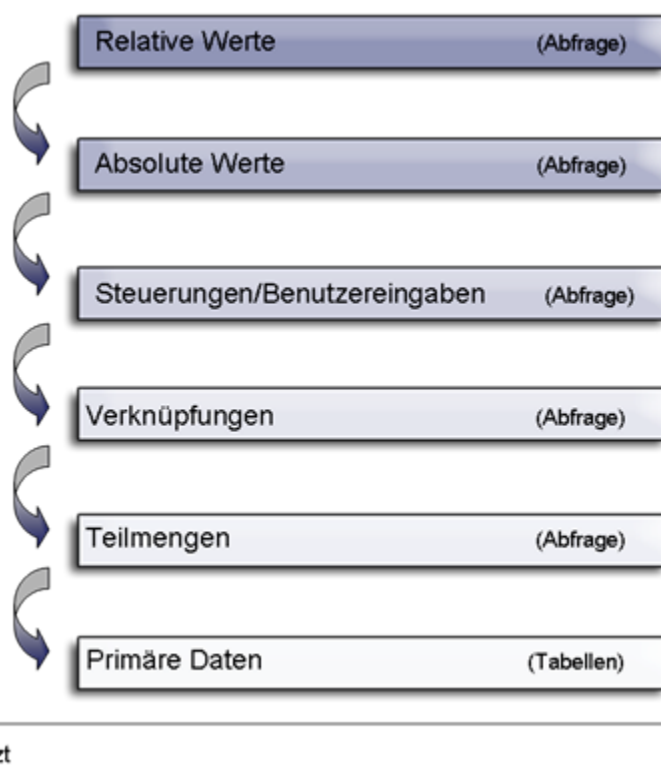 Relative Werte (Abfrage)
Absolute Werte (Abfrage)
Steuerungen/Benutzereingaben (Abfrage)
Verknüpfungen (Abfrage)
Teilmengen (Abfrage)
Primäre Daten (Tabellen)